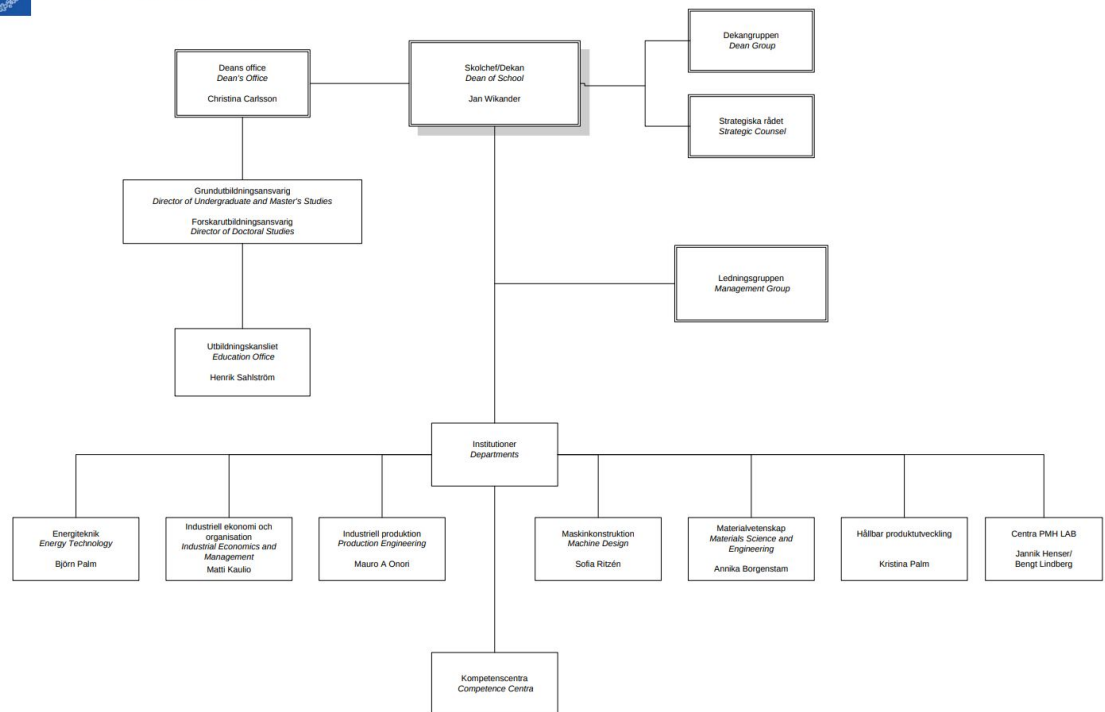 Deans office
Dean's Office
Christina Carlsson
Skolchef/Dekan
Dean of School
Jan Wikander
Dekangruppen
Dean Group
Strategiska rådet
Strategic Counsel
Grundutbildningsansvarig
Director of Undergraduate and Master's Studies
Forskarutbildningsansvarig
Director of Doctoral Studies
Ledningsgruppen
Management Group
Utbildningskansliet
Education Office
Henrik Sahlström
Institutioner
Departments
Energiteknik
Energy Technology
Björn Palm
Industriell ekonomi och
organisation
Industrial Economics and
Management
Matti Kaulio
Industriell produktion
Production Engineering
Mauro A Onori
Maskinkonstruktion
Machine Design
Sofia Ritzén
Materialvetenskap
Materials Science and
Engineering
Annika Borgenstam
Hållbar produktutveckling
Kristina Palm
Centra PMH LAB
Jannik Henser/
Bengt Lindberg
Kompetenscentra
Competence Centra